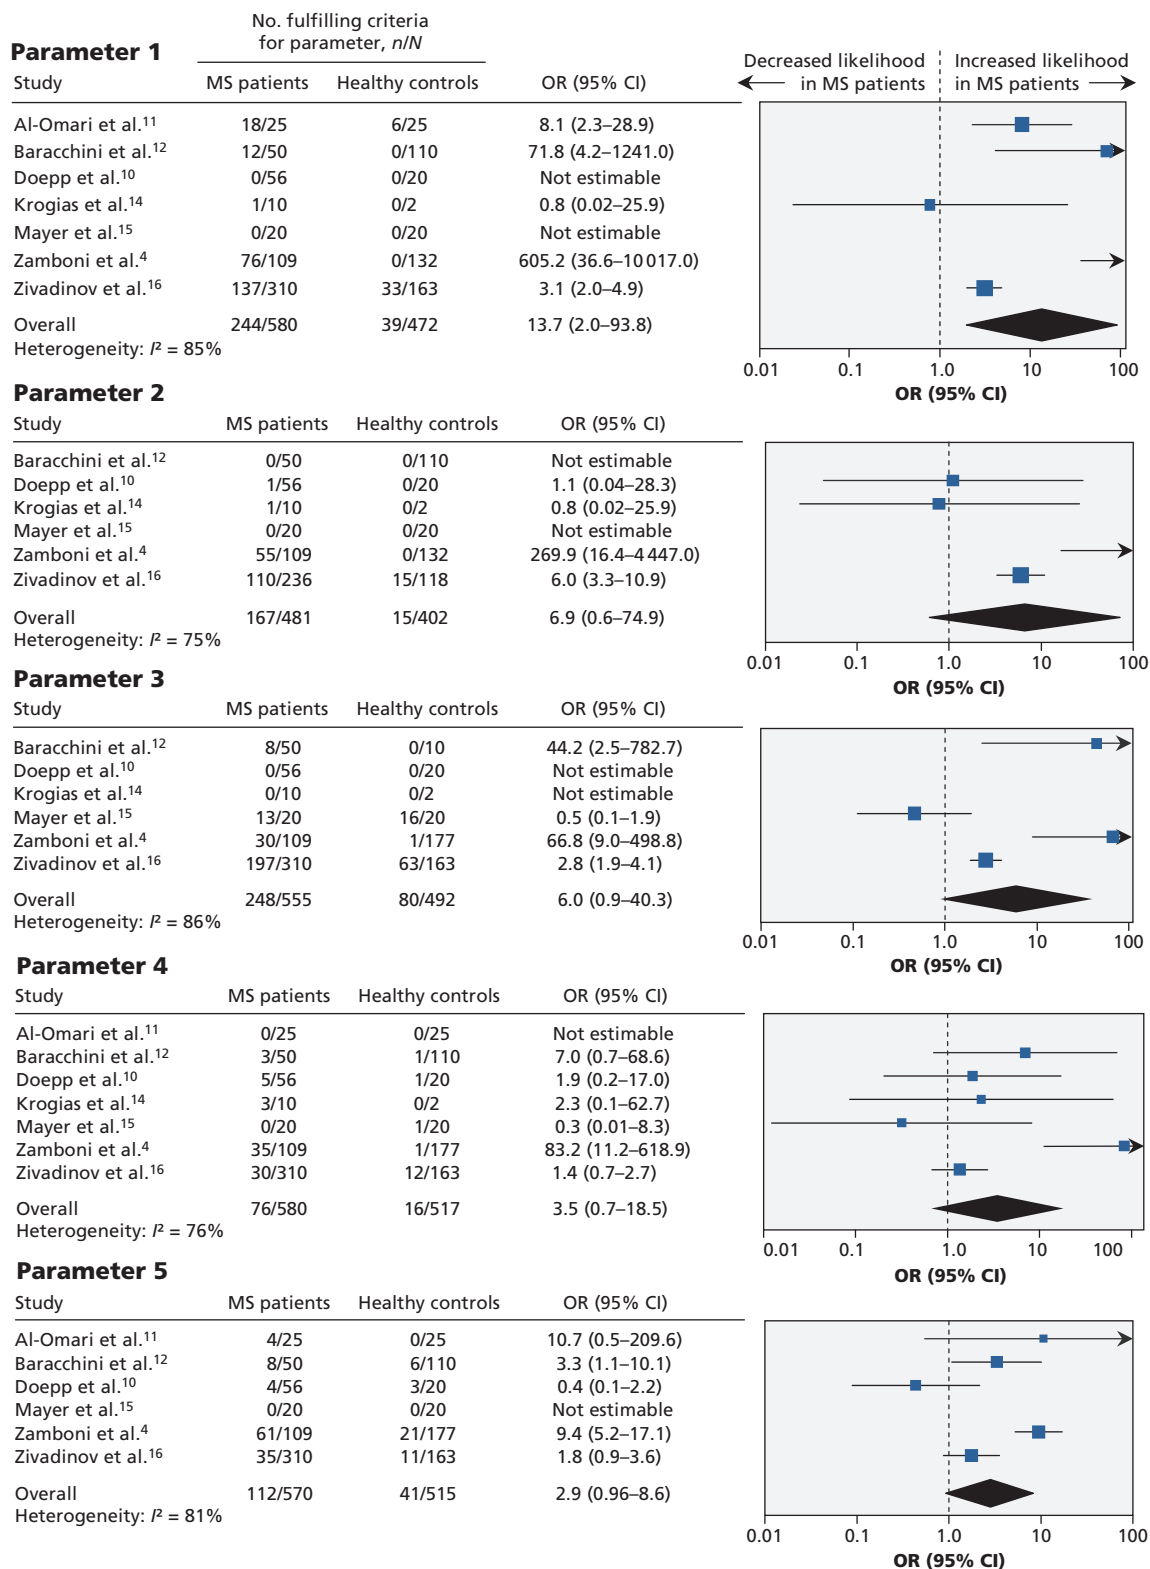 No. fulfilling criteria
for parameter, n/N
Parameter 1
Study MS patients Healthy controls OR (95% CI)
Decreased likelihood in MS patients
Increased likelihood in MS patients
Al-Omari et al.11 18/25 6/25 8.1 (2.3–28.9)
Baracchini et al.12 12/50 0/110 71.8 (4.2–1241.0)
Doepp et al.10 0/56 0/20 Not estimable
Krogias et al.14 1/10 0/2 0.8 (0.02–25.9)
Mayer et al.15 0/20 0/20 Not estimable
Zamboni et al.4 76/109 0/132 605.2 (36.6–10 017.0)
Zivadinov et al.16 137/310 33/163 3.1 (2.0–4.9)
Overall 244/580 39/472 13.7 (2.0–93.8)
Heterogeneity: I² = 85%
0.01 0.1 1.0 10 100
OR (95% CI)
Parameter 2
Study MS patients Healthy controls OR (95% CI)
Baracchini et al.12 0/50 0/110 Not estimable
Doepp et al.10 1/56 0/20 1.1 (0.04–28.3)
Krogias et al.14 1/10 0/2 0.8 (0.02–25.9)
Mayer et al.15 0/20 0/20 Not estimable
Zamboni et al.4 55/109 0/132 269.9 (16.4–4 447.0)
Zivadinov et al.16 110/236 15/118 6.0 (3.3–10.9)
Overall 167/481 15/402 6.9 (0.6–74.9)
Heterogeneity: I² = 75%
0.01 0.1 1.0 10 100
OR (95% CI)
Parameter 3
Study MS patients Healthy controls OR (95% CI)
Baracchini et al.12 8/50 0/10 44.2 (2.5–782.7)
Doepp et al.10 0/56 0/20 Not estimable
Krogias et al.14 0/10 0/2 Not estimable
Mayer et al.15 13/20 16/20 0.5 (0.1–1.9)
Zamboni et al.4 30/109 1/177 66.8 (9.0–498.8)
Zivadinov et al.16 197/310 63/163 2.8 (1.9–4.1)
Overall 248/555 80/492 6.0 (0.9–40.3)
Heterogeneity: I² = 86%
0.01 0.1 1.0 10 100
OR (95% CI)
Parameter 4
Study MS patients Healthy controls OR (95% CI)
Al-Omari et al.11 0/25 0/25 Not estimable
Baracchini et al.12 3/50 1/110 7.0 (0.7–68.6)
Doepp et al.10 5/56 1/20 1.9 (0.2–17.0)
Krogias et al.14 3/10 0/2 2.3 (0.1–62.7)
Mayer et al.15 0/20 1/20 0.3 (0.01–8.3)
Zamboni et al.4 35/109 1/177 83.2 (11.2–618.9)
Zivadinov et al.16 30/310 12/163 1.4 (0.7–2.7)
Overall 76/580 16/517 3.5 (0.7–18.5)
Heterogeneity: I² = 76%
0.01 0.1 1.0 10 100
OR (95% CI)
Parameter 5
Study MS patients Healthy controls OR (95% CI)
Al-Omari et al.11 4/25 0/25 10.7 (0.5–209.6)
Baracchini et al.12 8/50 6/110 3.3 (1.1–10.1)
Doepp et al.10 4/56 3/20 0.4 (0.1–2.2)
Mayer et al.15 0/20 0/20 Not estimable
Zamboni et al.4 61/109 21/177 9.4 (5.2–17.1)
Zivadinov et al.16 35/310 11/163 1.8 (0.9–3.6)
Overall 112/570 41/515 2.9 (0.96–8.6)
Heterogeneity: I² = 81%
0.01 0.1 1.0 10 100
OR (95% CI)